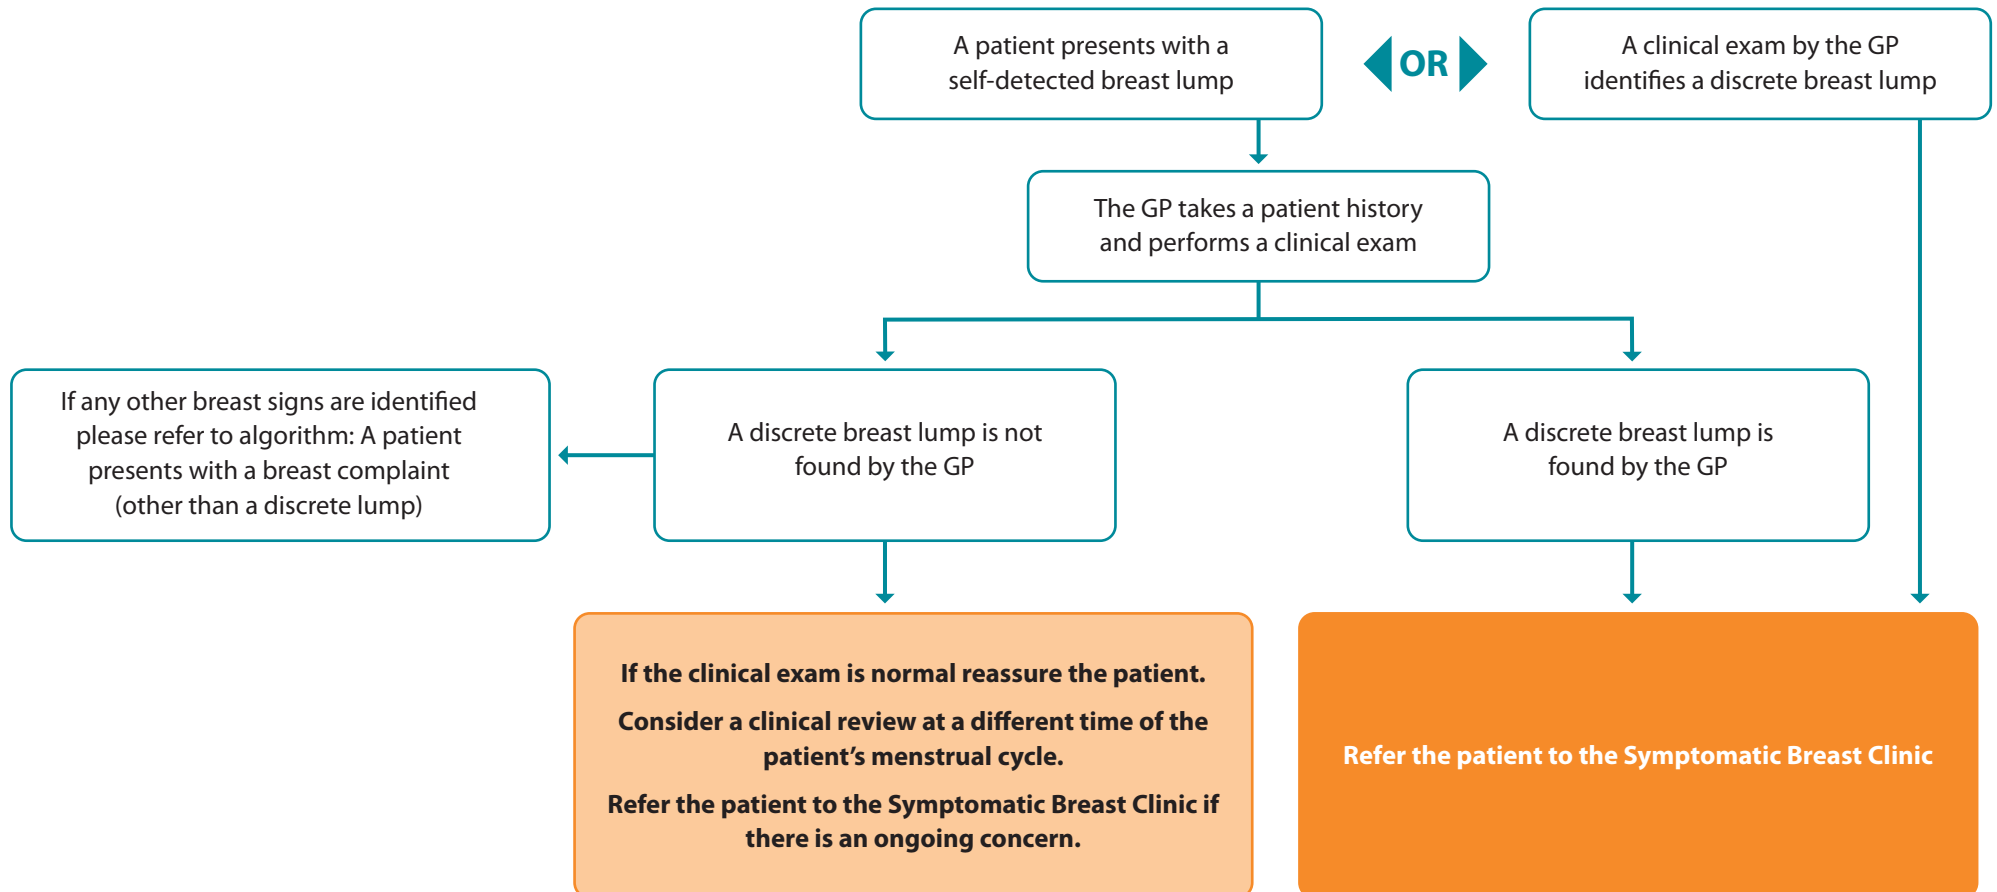 A patient presents with a
self-detected breast lump
OR
A clinical exam by the GP
identifies a discrete breast lump
The GP takes a patient history
and performs a clinical exam
If any other breast signs are identified
please refer to algorithm: A patient
presents with a breast complaint
(other than a discrete lump)
A discrete breast lump is not
found by the GP
A discrete breast lump is
found by the GP
If the clinical exam is normal reassure the patient.
Consider a clinical review at a different time of the
patient’s menstrual cycle.
Refer the patient to the Symptomatic Breast Clinic if
there is an ongoing concern.
Refer the patient to the Symptomatic Breast Clinic